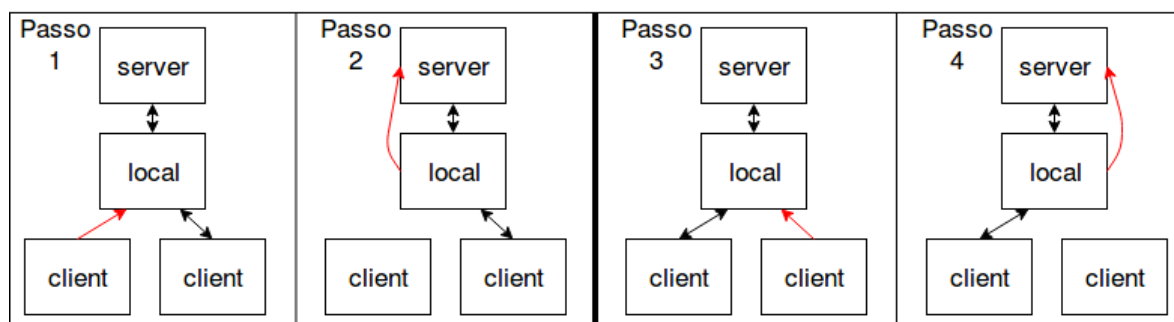 Passo
1
server
local
client
client
Passo
2
server
local
client
client
Passo
3
server
local
client
client
Passo
4
server
local
client
client